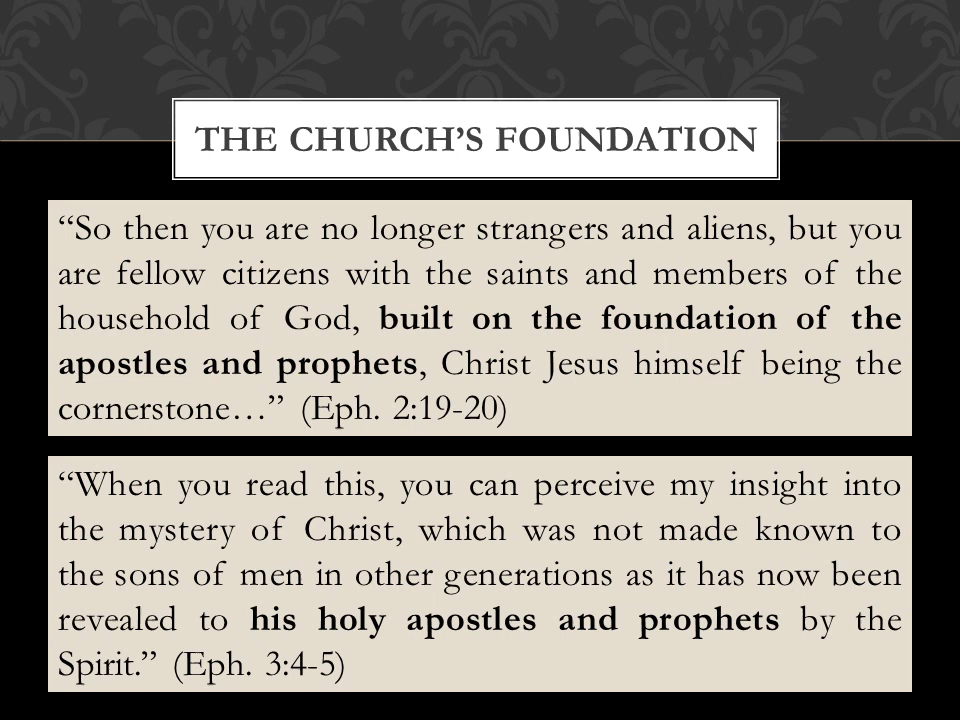 THE CHURCH’S FOUNDATION
“So then you are no longer strangers and aliens, but you
are fellow citizens with the saints and members of the
household of God, built on the foundation of the
apostles and prophets, Christ Jesus himself being the
cornerstone…” (Eph. 2:19-20)
“When you read this, you can perceive my insight into
the mystery of Christ, which was not made known to
the sons of men in other generations as it has now been
revealed to his holy apostles and prophets by the
Spirit.” (Eph. 3:4-5)